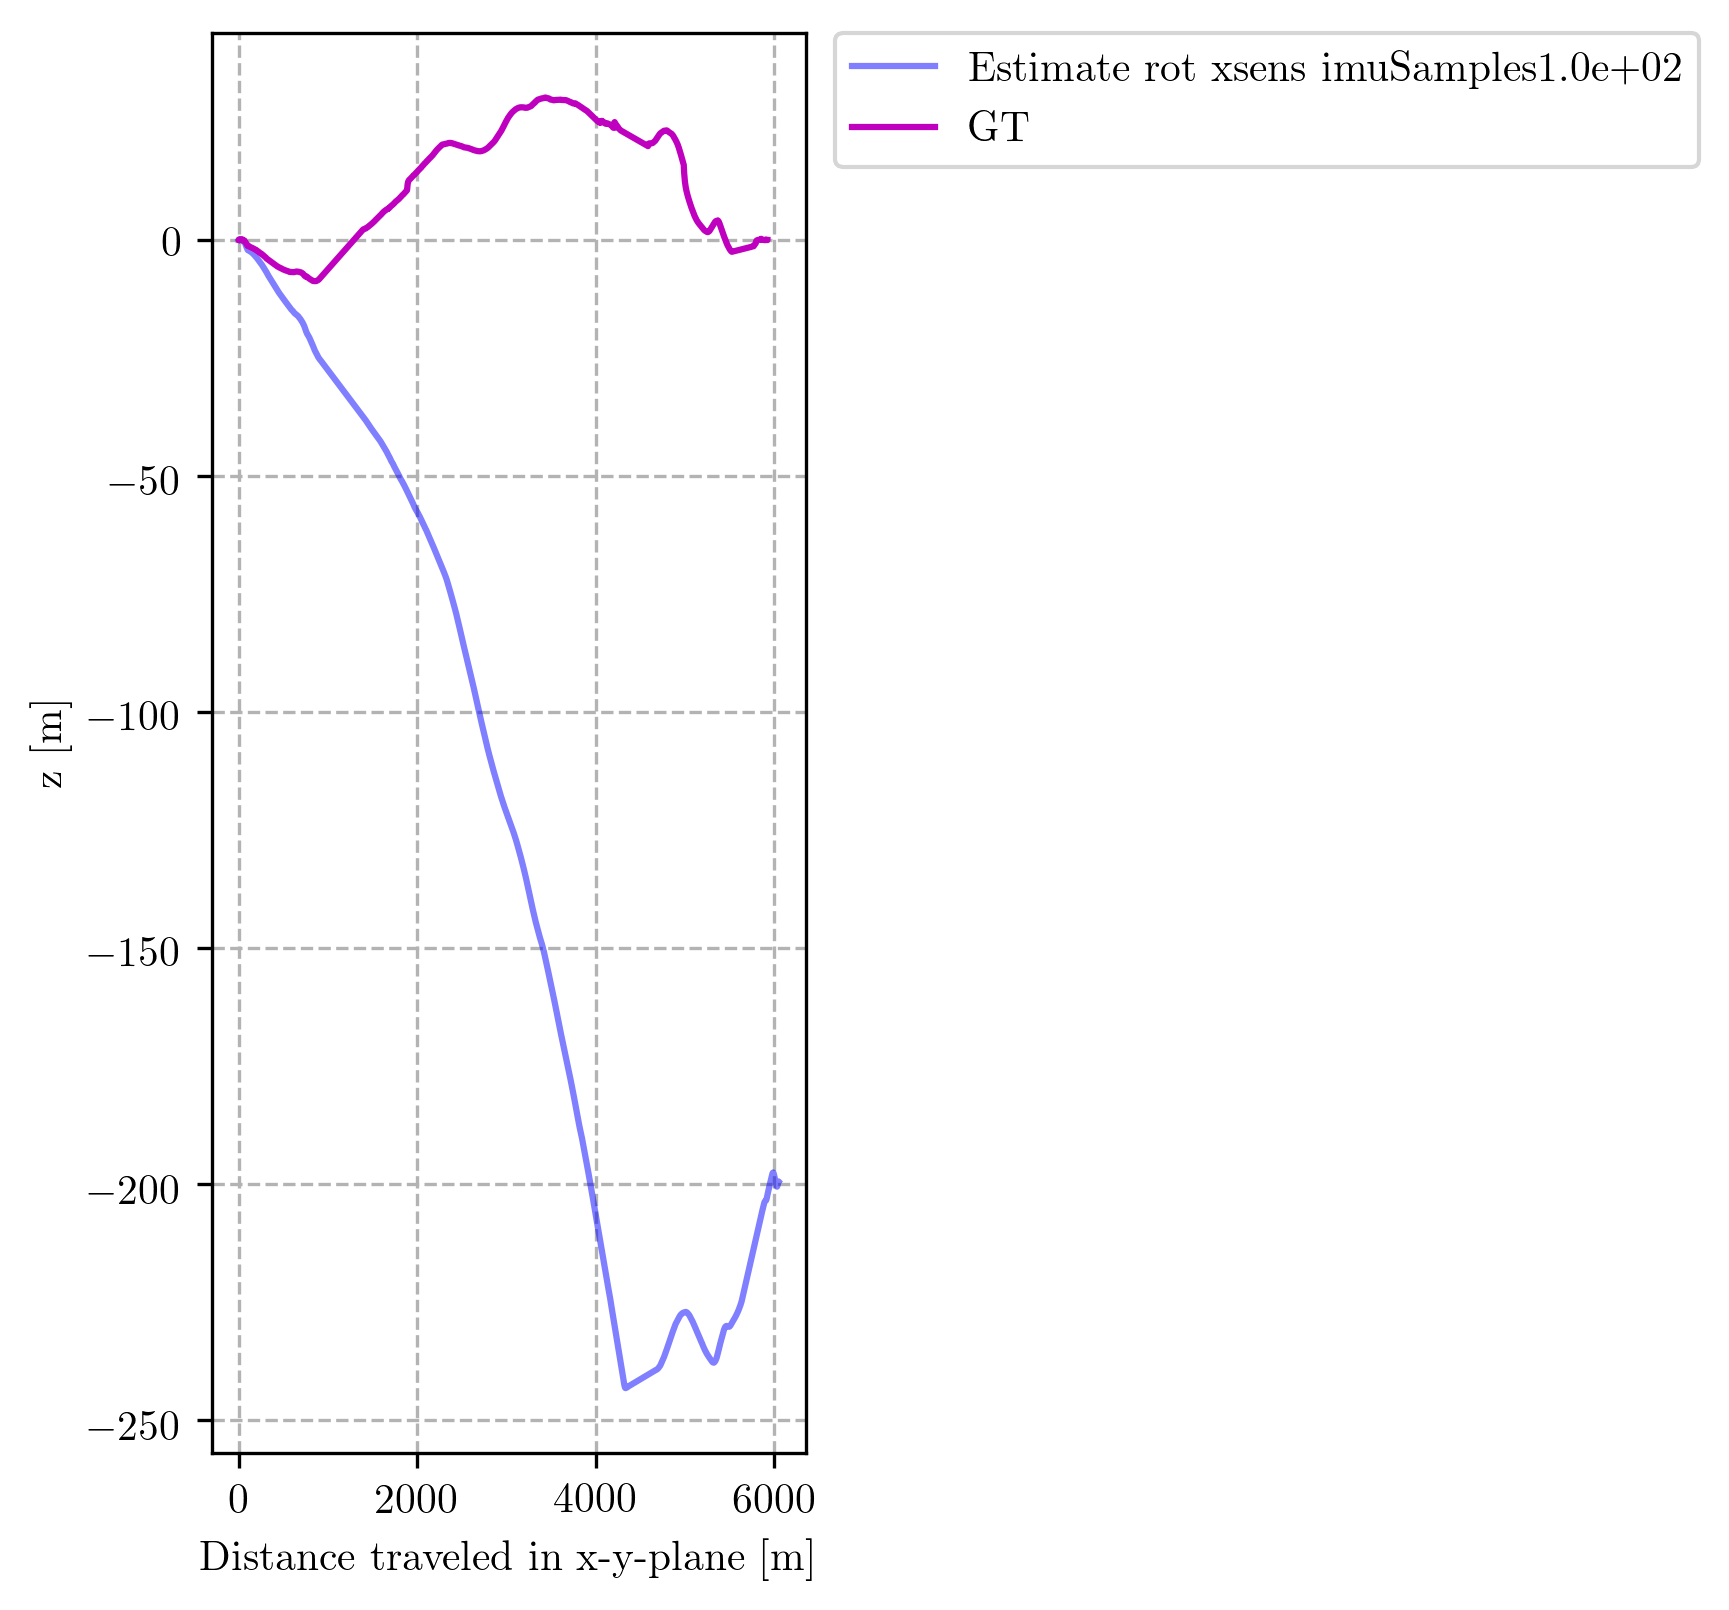 Estimate rot xsens imuSamples1.0e+02
GT
0
−50
−100
−150
−200
−250
z [m]
0 2000 4000 6000
Distance traveled in x-y-plane [m]